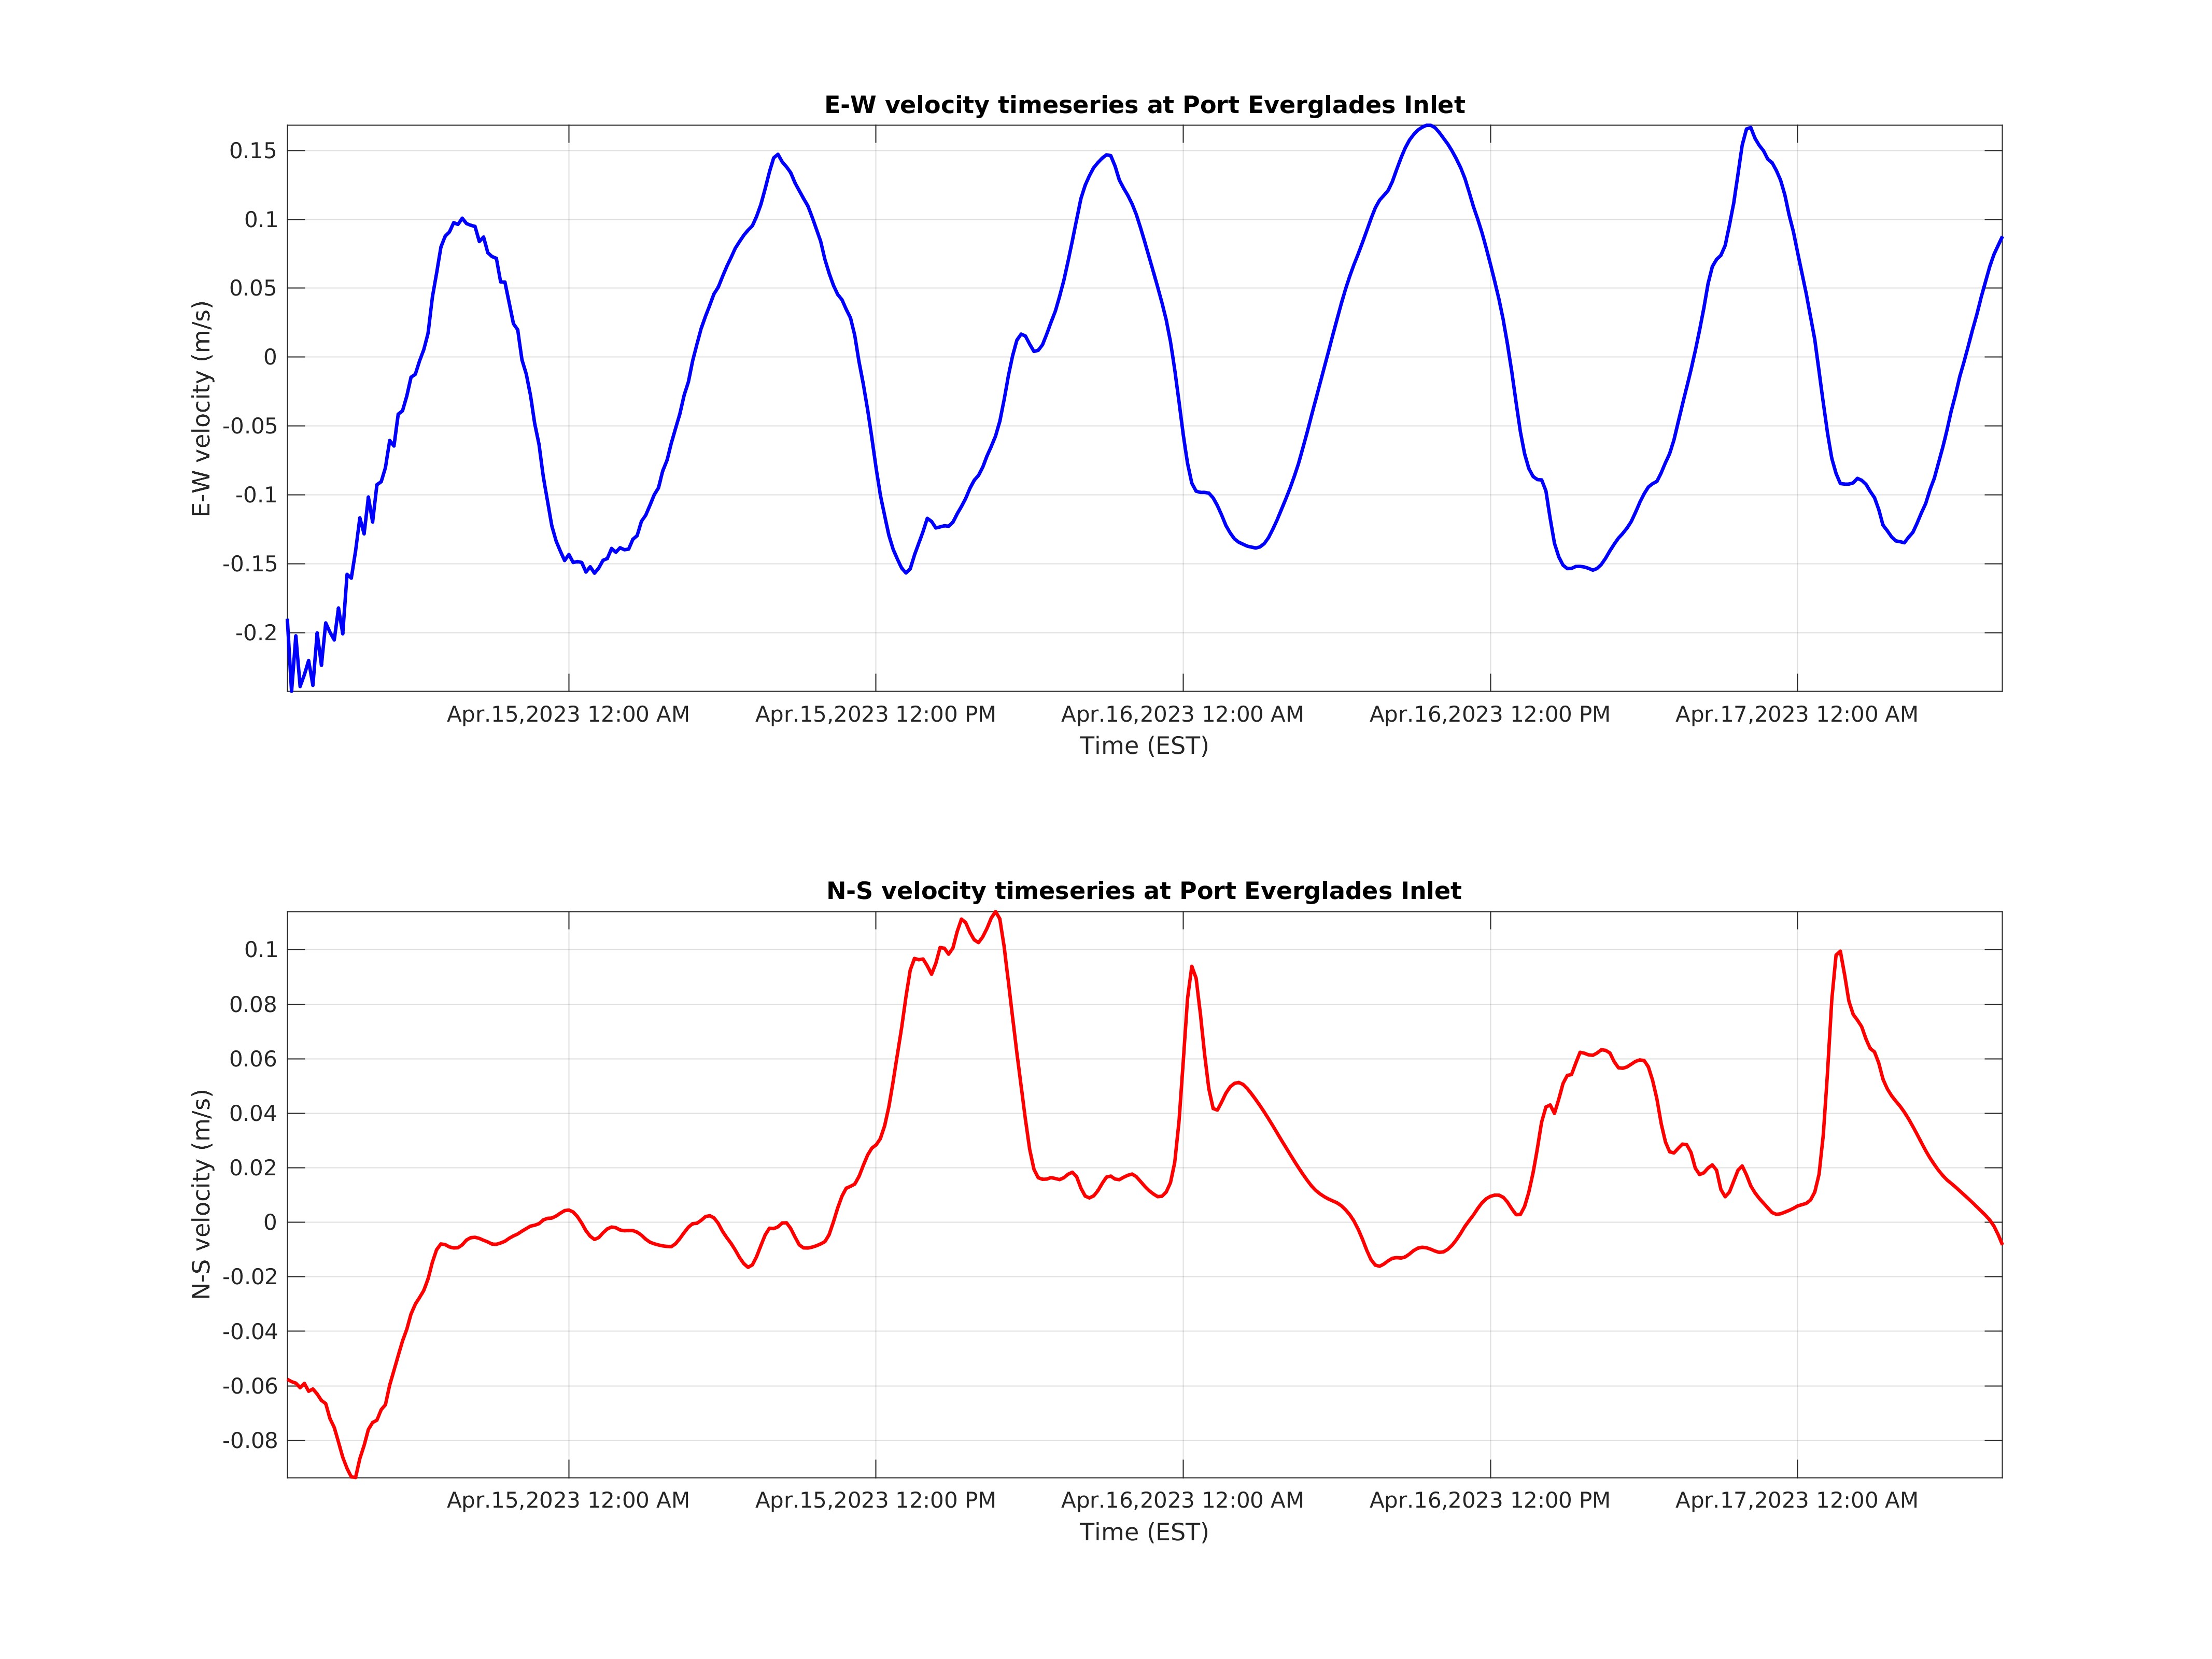 E-W velocity timeseries at Port Everglades Inlet
0.15
0.1
0.05
0
-0.05
-0.1
-0.15
-0.2
E-W velocity (m/s)
Apr.15,2023 12:00 AM Apr.15,2023 12:00 PM Apr.16,2023 12:00 AM Apr.16,2023 12:00 PM Apr.17,2023 12:00 AM
Time (EST)
N-S velocity timeseries at Port Everglades Inlet
0.1
0.08
0.06
0.04
0.02
0
-0.02
-0.04
-0.06
-0.08
N-S velocity (m/s)
Apr.15,2023 12:00 AM Apr.15,2023 12:00 PM Apr.16,2023 12:00 AM Apr.16,2023 12:00 PM Apr.17,2023 12:00 AM
Time (EST)